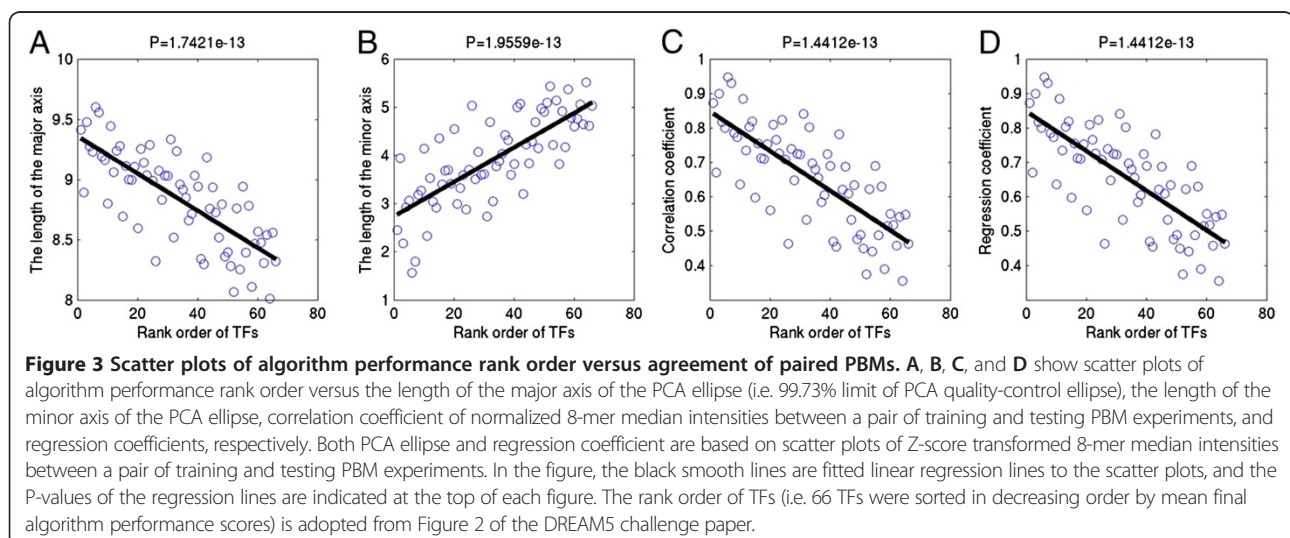 A
P=1.7421e-13
The length of the major axis
10
9.5
9
8.5
8
0 20 40 60 80
Rank order of TFs
B
P=1.9559e-13
The length of the minor axis
6
5
4
3
2
1
0 20 40 60 80
Rank order of TFs
C
P=1.4412e-13
Correlation coefficient
1
0.9
0.8
0.7
0.6
0.5
0.4
0 20 40 60 80
Rank order of TFs
D
P=1.4412e-13
Regression coefficient
1
0.9
0.8
0.7
0.6
0.5
0.4
0 20 40 60 80
Rank order of TFs
Figure 3 Scatter plots of algorithm performance rank order versus agreement of paired PBMs. A, B, C, and D show scatter plots of
algorithm performance rank order versus the length of the major axis of the PCA ellipse (i.e. 99.73% limit of PCA quality-control ellipse), the length of the
minor axis of the PCA ellipse, correlation coefficient of normalized 8-mer median intensities between a pair of training and testing PBM experiments, and
regression coefficients, respectively. Both PCA ellipse and regression coefficient are based on scatter plots of Z-score transformed 8-mer median intensities
between a pair of training and testing PBM experiments. In the figure, the black smooth lines are fitted linear regression lines to the scatter plots, and the
P-values of the regression lines are indicated at the top of each figure. The rank order of TFs (i.e. 66 TFs were sorted in decreasing order by mean final
algorithm performance scores) is adopted from Figure 2 of the DREAM5 challenge paper.